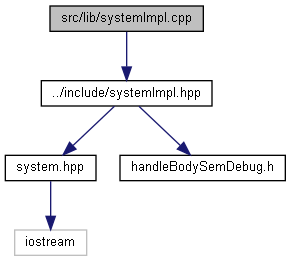 src/lib/systemImpl.cpp
../include/systemImpl.hpp
system.hpp
handleBodySemDebug.h
iostream